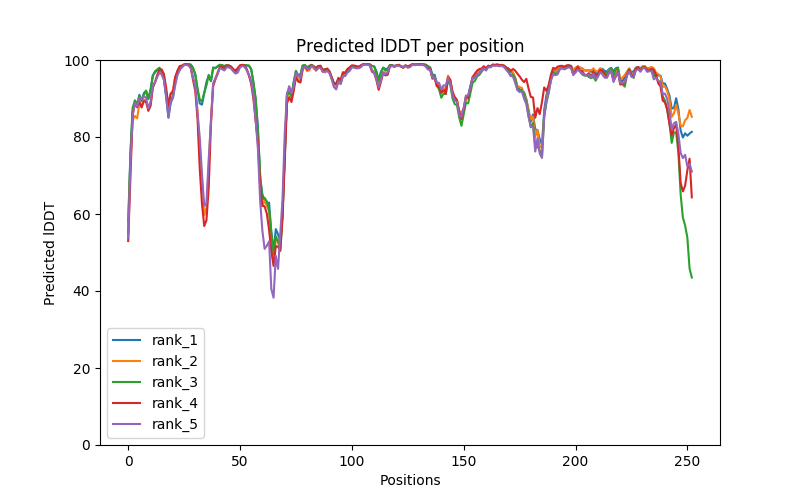 Predicted lDDT per position
100
80
60
40
20
0
Predicted lDDT
rank_1
rank_2
rank_3
rank_4
rank_5
0 50 100 150 200 250
Positions